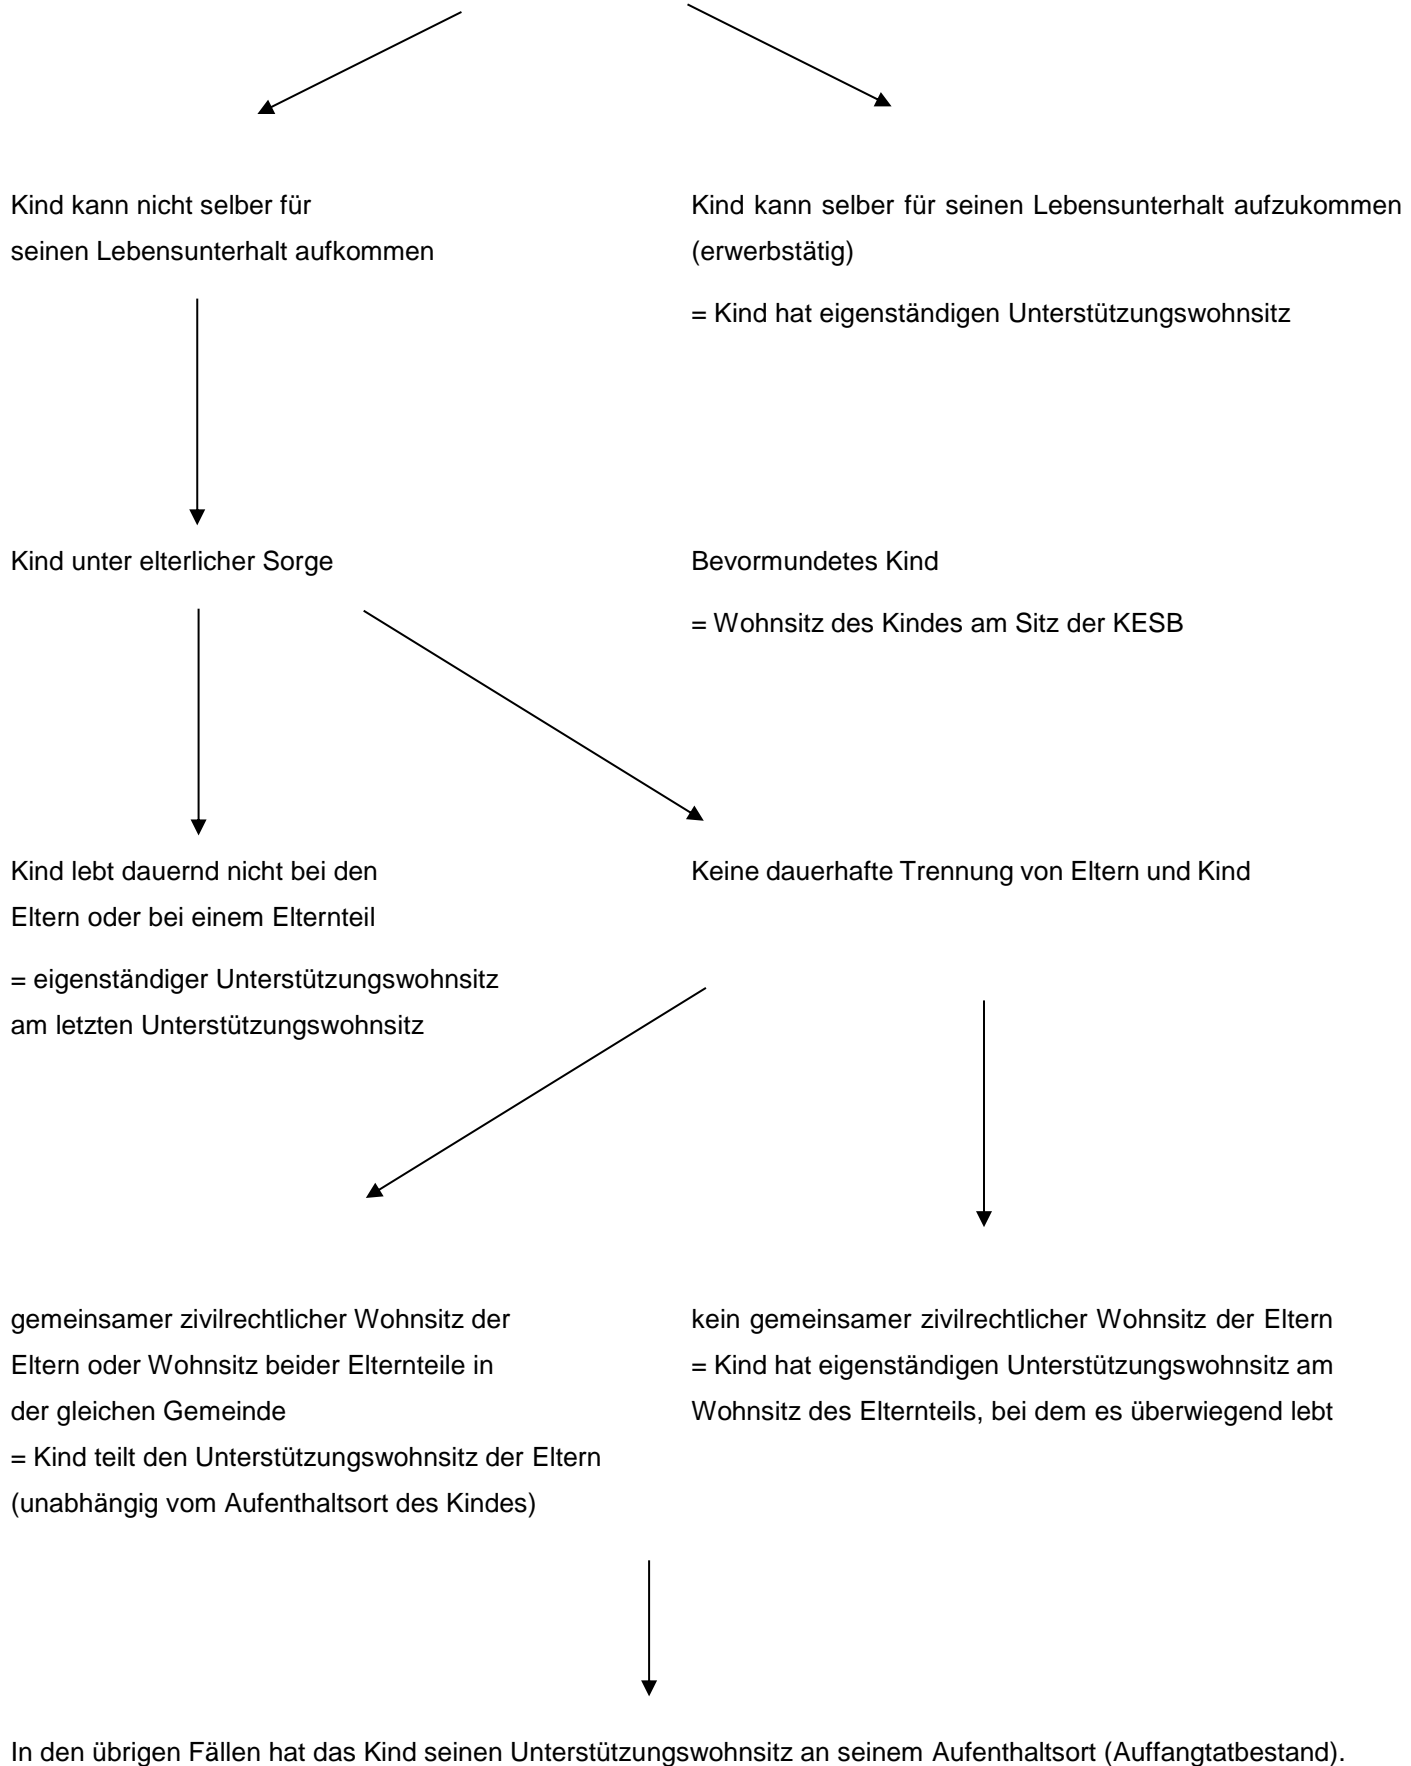 Kind kann nicht selber für
seinen Lebensunterhalt aufkommen
Kind kann selber für seinen Lebensunterhalt aufzukommen
(erwerbstätig)
= Kind hat eigenständigen Unterstützungswohnsitz
Kind unter elterlicher Sorge
Bevormundetes Kind
= Wohnsitz des Kindes am Sitz der KESB
Kind lebt dauernd nicht bei den
Eltern oder bei einem Elternteil
= eigenständiger Unterstützungswohnsitz
am letzten Unterstützungswohnsitz
Keine dauerhafte Trennung von Eltern und Kind
gemeinsamer zivilrechtlicher Wohnsitz der
Eltern oder Wohnsitz beider Elternteile in
der gleichen Gemeinde
= Kind teilt den Unterstützungswohnsitz der Eltern
(unabhängig vom Aufenthaltsort des Kindes)
kein gemeinsamer zivilrechtlicher Wohnsitz der Eltern
= Kind hat eigenständigen Unterstützungswohnsitz am
Wohnsitz des Elternteils, bei dem es überwiegend lebt
In den übrigen Fällen hat das Kind seinen Unterstützungswohnsitz an seinem Aufenthaltsort (Auffangtatbestand).